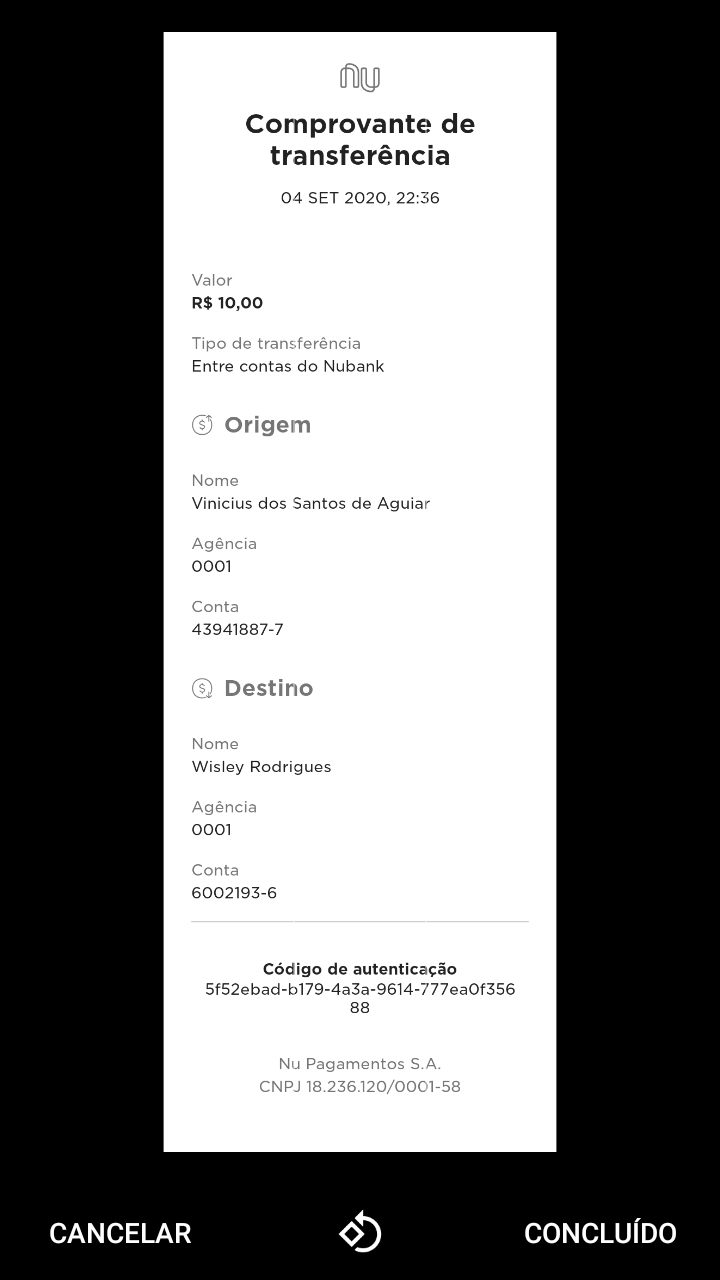 nu
Comprovante de
transferência
04 SET 2020, 22:36
Valor
R$ 10,00
Tipo de transferência
Entre contas do Nubank
Origem
Nome
Vinicius dos Santos de Aguiar
Agência
0001
Conta
43941887-7
Destino
Nome
Wisley Rodrigues
Agência
0001
Conta
6002193-6
Código de autenticação
5f52ebad-b179-4a3a-9614-777ea0f356
88
Nu Pagamentos S.A.
CNPJ 18.236.120/0001-58
CANCELAR
CONCLUÍDO